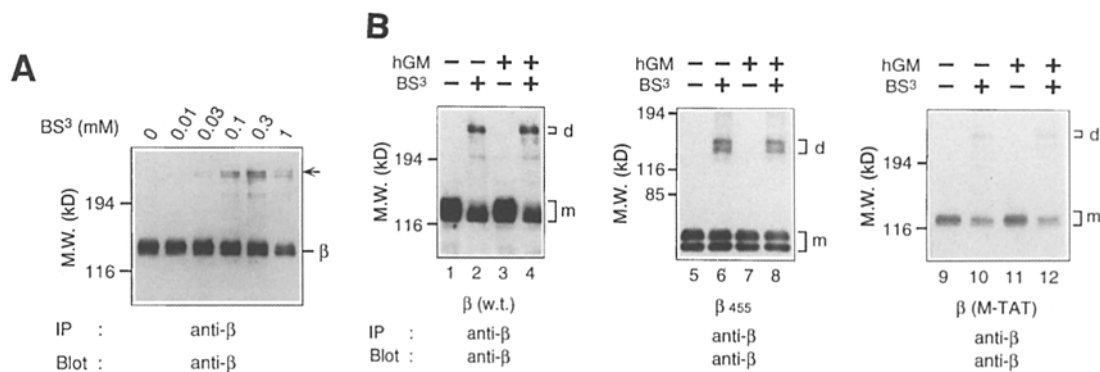 A
BS3 (mM)
0 0.01 0.03 0.1 0.3 1
M.W. (kD)
194
116
β
IP : anti-β
Blot : anti-β
B
hGM − − + +
BS3 − + − +
M.W. (kD)
194
116
d
m
1 2 3 4
β (w.t.)
IP : anti-β
Blot : anti-β
hGM − − + +
BS3 − + − +
M.W. (kD)
194
116
85
d
m
5 6 7 8
β 455
anti-β
anti-β
hGM − − + +
BS3 − + − +
M.W. (kD)
194
116
d
m
9 10 11 12
β (M-TAT)
anti-β
anti-β